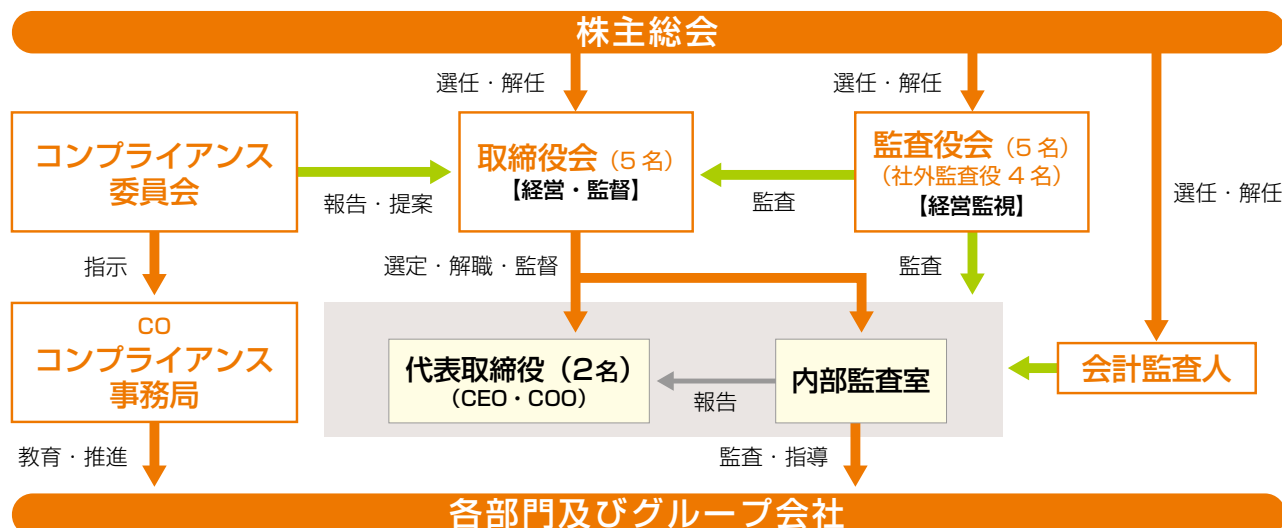 株主総会
選任・解任
選任・解任
コンプライアンス
委員会
取締役会（5 名）
【経営・監督】
監査役会（5 名）
（社外監査役 4 名）
【経営監視】
選任・解任
報告・提案
監査
指示
選定・解職・監督
監査
CO
コンプライアンス
事務局
代表取締役（2名）
（CEO・COO）
報告
内部監査室
会計監査人
教育・推進
監査・指導
各部門及びグループ会社